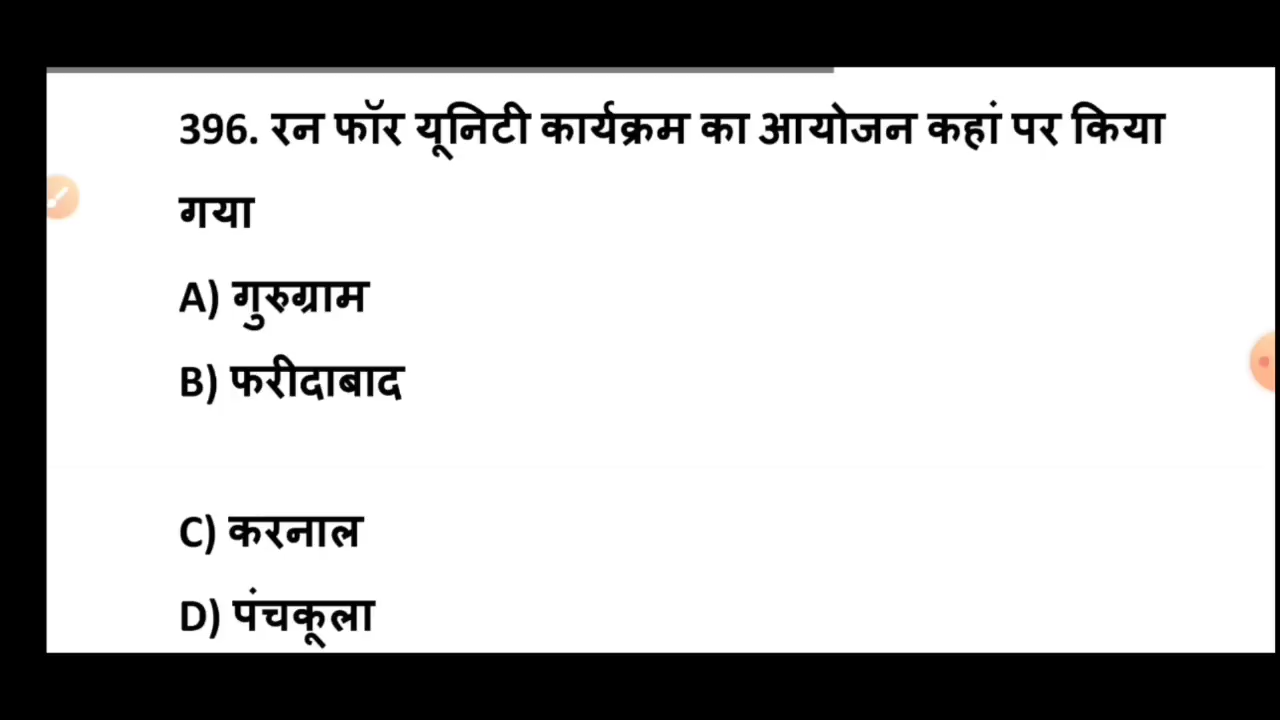 396. रन फॉर यूनिटी कार्यक्रम का आयोजन कहां पर किया
गया
A) गुरुग्राम
B) फरीदाबाद
C) करनाल
D) पंचकूला